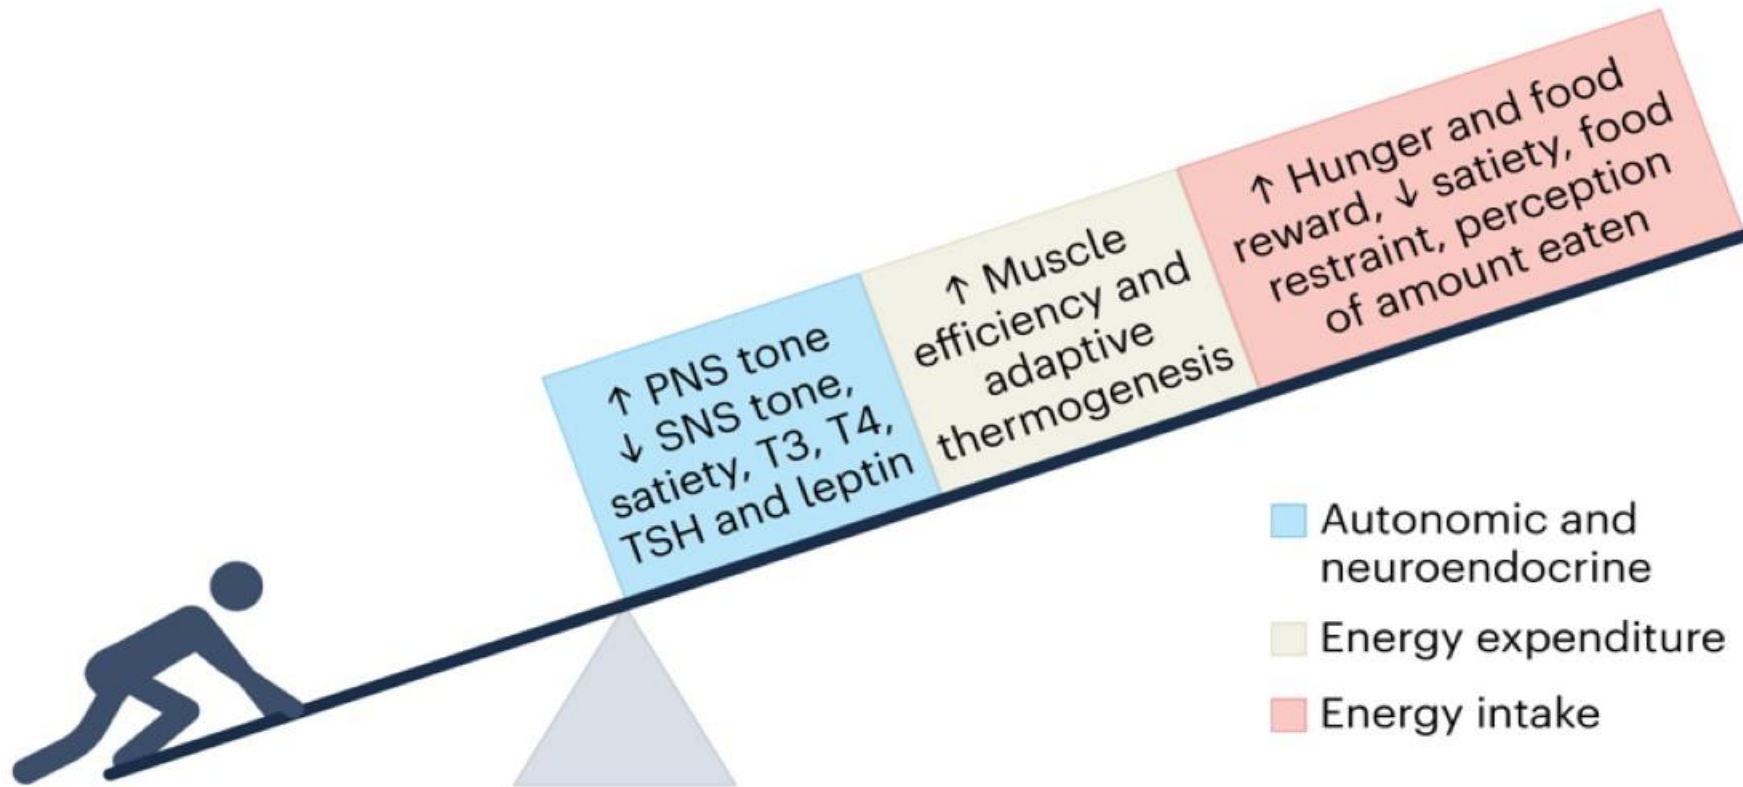 ↑ PNS tone
↓ SNS tone,
satiety, T3, T4,
TSH and leptin
↑ Muscle
efficiency and
adaptive
thermogenesis
↑ Hunger and food
reward, ↓ satiety, food
restraint, perception
of amount eaten
Autonomic and
neuroendocrine
Energy expenditure
Energy intake